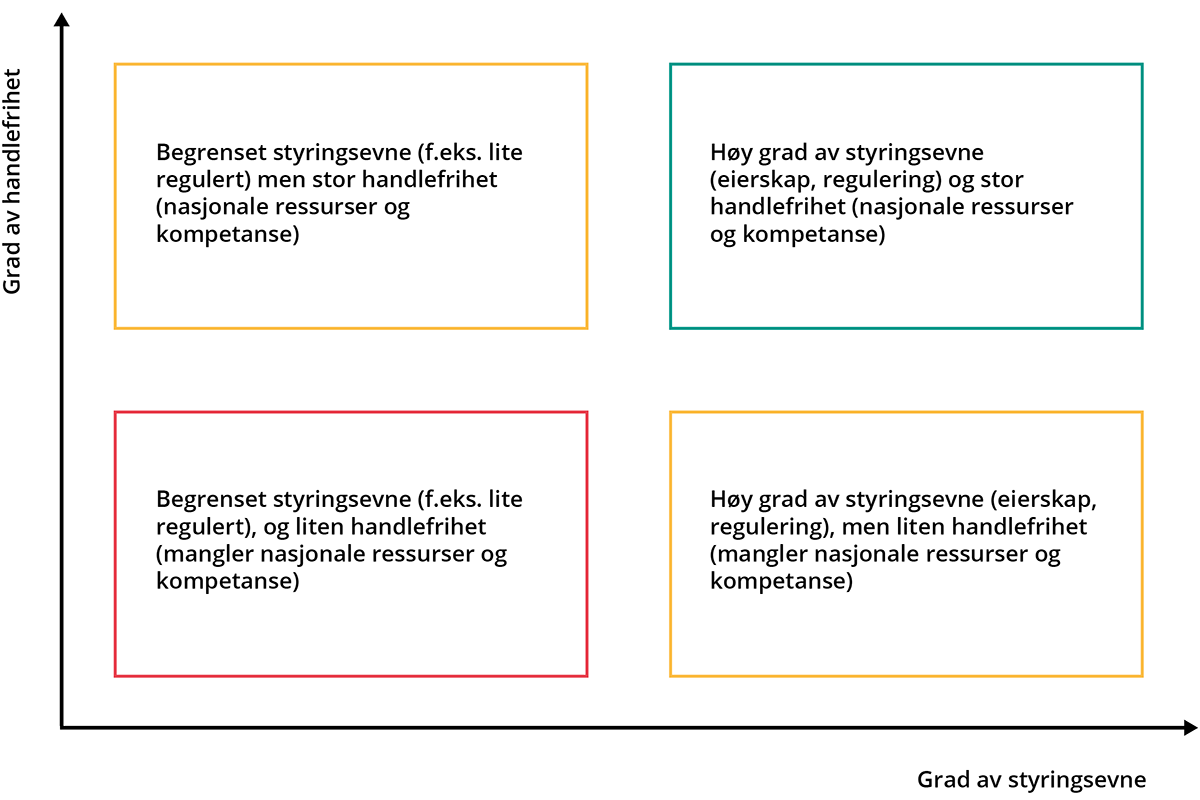 Grad av handlefrihet
Begrenset styringsevne (f.eks. lite
regulert) men stor handlefrihet
(nasjonale ressurser og
kompetanse)
Høy grad av styringsevne
(eierskap, regulering) og stor
handlefrihet (nasjonale ressurser
og kompetanse)
Begrenset styringsevne (f.eks. lite
regulert), og liten handlefrihet
(mangler nasjonale ressurser og
kompetanse)
Høy grad av styringsevne (eierskap,
regulering), men liten handlefrihet
(mangler nasjonale ressurser og
kompetanse)
Grad av styringsevne